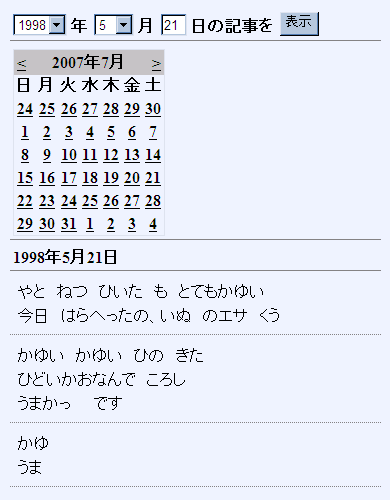 1998 年 5 月 21 日の記事を 表示
< 2007年7月 >
日 月 火 水 木 金 土
24 25 26 27 28 29 30
1 2 3 4 5 6 7
8 9 10 11 12 13 14
15 16 17 18 19 20 21
22 23 24 25 26 27 28
29 30 31 1 2 3 4
1998年5月21日
やと ねつ ひいた も とてもかゆい
今日 はらへったの、いぬ のエサ くう
かゆい かゆい ひの きた
ひどいかおなんで ころし
うまかっ です
かゆ
うま